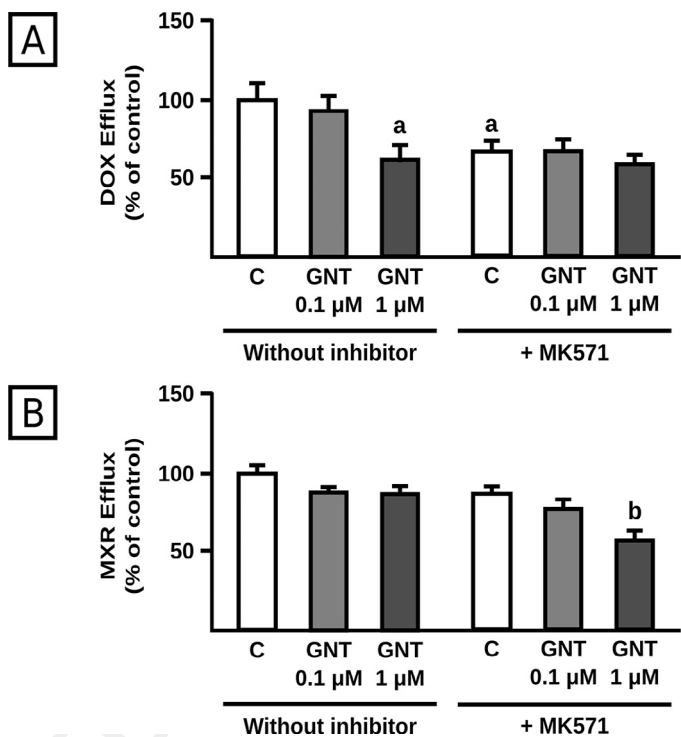 A
DOX Efflux
(% of control)
150
100
50
a
a
C GNT GNT C GNT GNT
0.1 µM 1 µM 0.1 µM 1 µM
Without inhibitor + MK571
B
MXR Efflux
(% of control)
150
100
50
b
C GNT GNT C GNT GNT
0.1 µM 1 µM 0.1 µM 1 µM
Without inhibitor + MK571